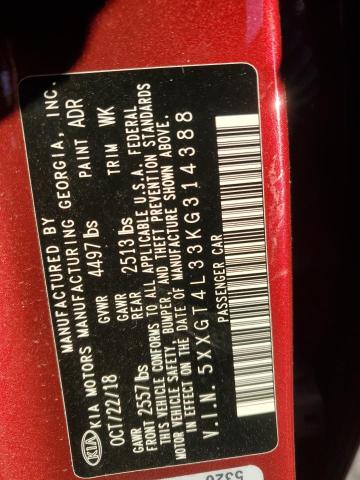 MANUFACTURED BY
KIA MOTORS MANUFACTURING GEORGIA, INC.
KIA
OCT/22/18 GVWR 4497lbs PAINT ADR
GAWR FRONT 2557lbs GAWR REAR 2513lbs TRIM WK
THIS VEHICLE CONFORMS TO ALL APPLICABLE U.S.A. FEDERAL
MOTOR VEHICLE SAFETY, BUMPER, AND THEFT PREVENTION STANDARDS
IN EFFECT ON THE DATE OF MANUFACTURE SHOWN ABOVE.
V.I.N. 5XXGT4L33KG314388
PASSENGER CAR
5320